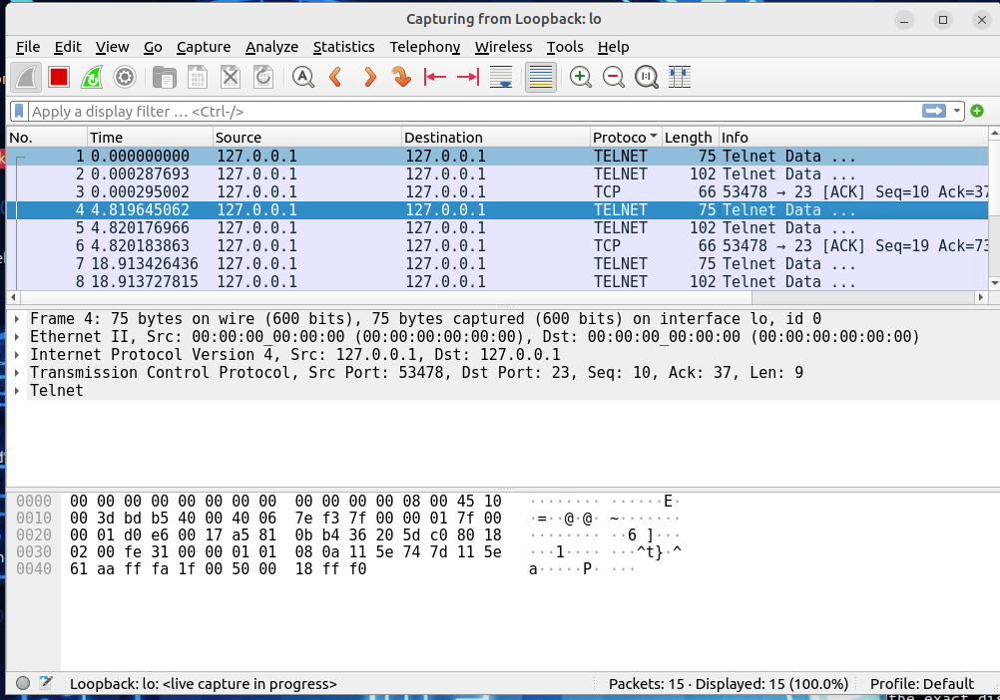 Capturing from Loopback: lo
File Edit View Go Capture Analyze Statistics Telephony Wireless Tools Help
Apply a display filter … <Ctrl-/>
No. Time Source Destination Protoco Length Info
1 0.000000000 127.0.0.1 127.0.0.1 TELNET 75 Telnet Data ...
2 0.000287693 127.0.0.1 127.0.0.1 TELNET 102 Telnet Data ...
3 0.000295002 127.0.0.1 127.0.0.1 TCP 66 53478 → 23 [ACK] Seq=10 Ack=37
4 4.819645062 127.0.0.1 127.0.0.1 TELNET 75 Telnet Data ...
5 4.820176966 127.0.0.1 127.0.0.1 TELNET 102 Telnet Data ...
6 4.820183863 127.0.0.1 127.0.0.1 TCP 66 53478 → 23 [ACK] Seq=19 Ack=73
7 18.913426436 127.0.0.1 127.0.0.1 TELNET 75 Telnet Data ...
8 18.913727815 127.0.0.1 127.0.0.1 TELNET 102 Telnet Data ...
Frame 4: 75 bytes on wire (600 bits), 75 bytes captured (600 bits) on interface lo, id 0
Ethernet II, Src: 00:00:00_00:00:00 (00:00:00:00:00:00), Dst: 00:00:00_00:00:00 (00:00:00:00:00:00)
Internet Protocol Version 4, Src: 127.0.0.1, Dst: 127.0.0.1
Transmission Control Protocol, Src Port: 53478, Dst Port: 23, Seq: 10, Ack: 37, Len: 9
Telnet
0000 00 00 00 00 00 00 00 00 00 00 00 00 08 00 45 10 ········ ······E·
0010 00 3d bd b5 40 00 40 06 7e f3 7f 00 00 01 7f 00 ·=··@·@· ~·······
0020 00 01 d0 e6 00 17 a5 81 0b b4 36 20 5d c0 80 18 ········ ··6 ]···
0030 02 00 fe 31 00 00 01 01 08 0a 11 5e 74 7d 11 5e ···1···· ···^t}·^
0040 61 aa ff fa 1f 00 50 00 18 ff f0 a·····P· ···
Loopback: lo: <live capture in progress> Packets: 15 · Displayed: 15 (100.0%) Profile: Default